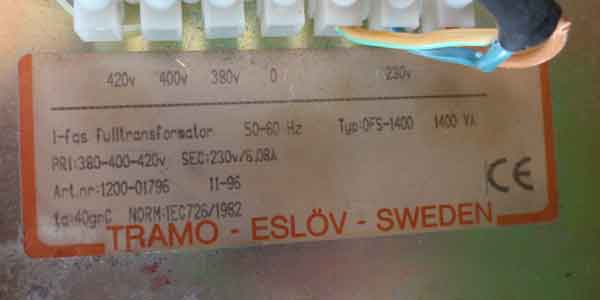 420v 400v 380v 0 230v
1-fas fulltransformator 50-60 Hz Typ:OFS-1400 1400 VA
PRI:380-400-420v SEC:230v/6,08A
Art.nr:1200-01796 11-96
ta:40grC NORM:IEC726/1982
CE
TRAMO - ESLÖV - SWEDEN